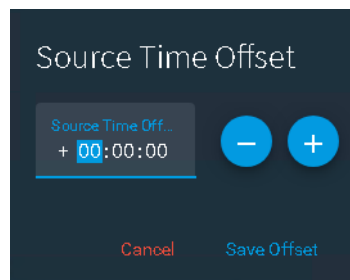 Source Time Offset
Source Time Off...
+ 00:00:00
− +
Cancel Save Offset